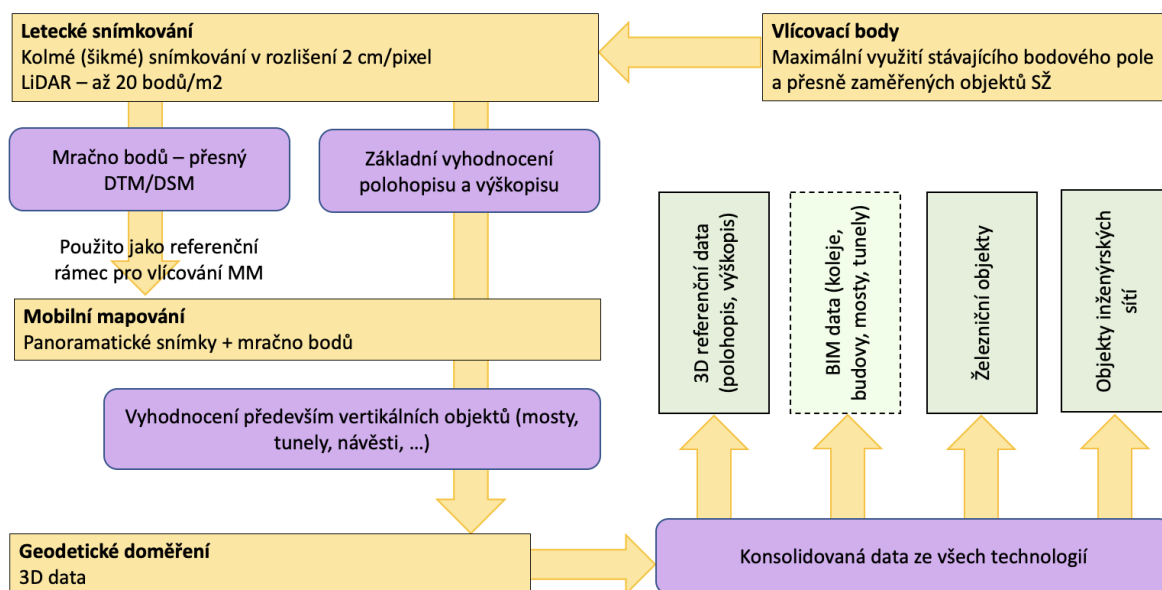 Letecké snímkování
Kolmé (šikmé) snímkování v rozlišení 2 cm/pixel
LiDAR – až 20 bodů/m2
Vlícovací body
Maximální využití stávajícího bodového pole
a přesně zaměřených objektů SŽ
Mračno bodů – přesný
DTM/DSM
Základní vyhodnocení
polohopisu a výškopisu
Použito jako referenční
rámec pro vlícování MM
Mobilní mapování
Panoramatické snímky + mračno bodů
Vyhodnocení především vertikálních objektů (mosty,
tunely, návěsti, …)
Geodetické doměření
3D data
3D referenční data
(polohopis, výškopis)
BIM data (koleje,
budovy, mosty, tunely)
Železniční objekty
Objekty inženýrských
sítí
Konsolidovaná data ze všech technologií